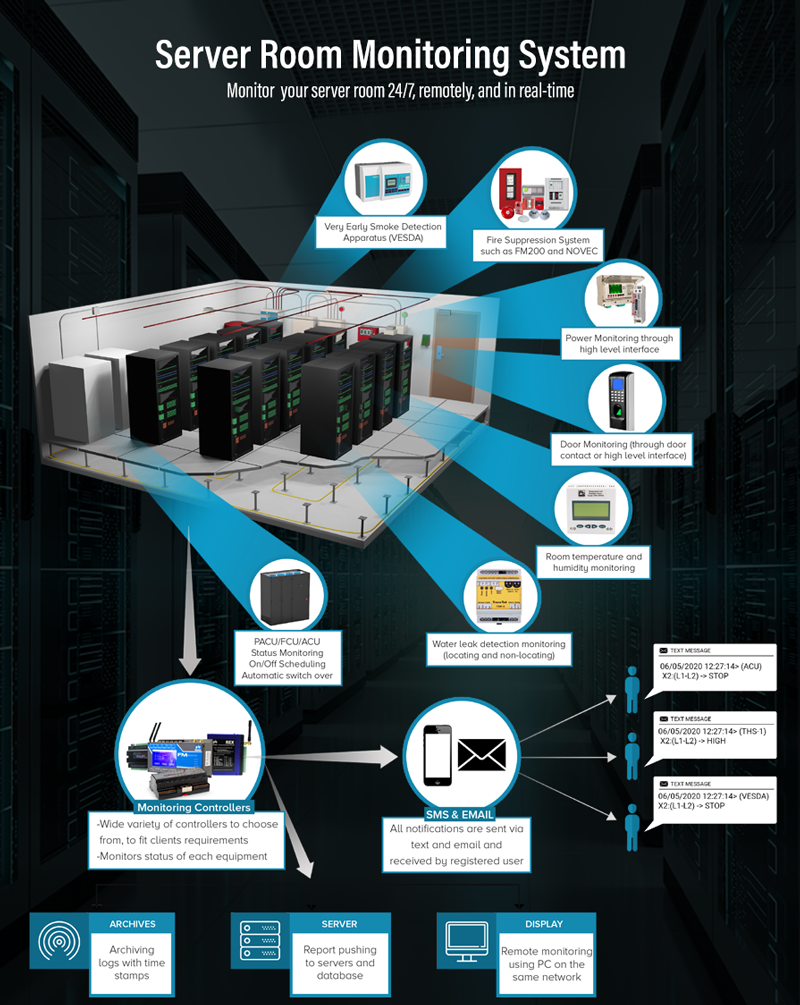 Server Room Monitoring System
Monitor your server room 24/7, remotely, and in real-time
Very Early Smoke Detection
Apparatus (VESDA)
Fire Suppression System
such as FM200 and NOVEC
Power Monitoring through
high level interface
Door Monitoring (through door
contact or high level interface)
Room temperature and
humidity monitoring
Water leak detection monitoring
(locating and non-locating)
PACU/FCU/ACU
Status Monitoring
On/Off Scheduling
Automatic switch over
TEXT MESSAGE
06/05/2020 12:27:14> (ACU)
X2:(L1-L2) -> STOP
TEXT MESSAGE
06/05/2020 12:27:14> (THS-1)
X2:(L1-L2) -> HIGH
TEXT MESSAGE
06/05/2020 12:27:14> (VESDA)
X2:(L1-L2) -> STOP
Monitoring Controllers
-Wide variety of controllers to choose
from, to fit clients requirements
-Monitors status of each equipment
SMS & EMAIL
All notifications are sent via
text and email and
received by registered user
ARCHIVES
Archiving
logs with time
stamps
SERVER
Report pushing
to servers and
database
DISPLAY
Remote monitoring
using PC on the
same network